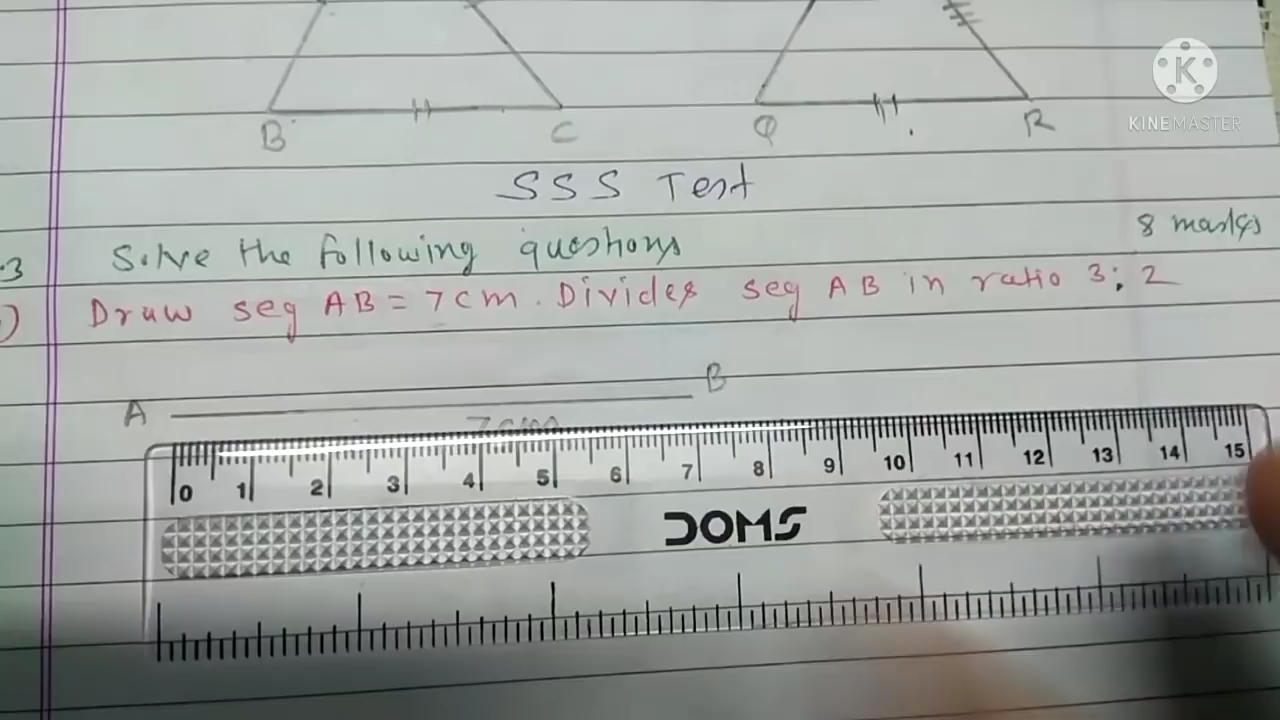 B C Q R
SSS Test
.3 Solve the following questions 8 marks
) Draw seg AB = 7cm. Divides seg AB in ratio 3:2
A B
7cm
0 1 2 3 4 5 6 7 8 9 10 11 12 13 14 15
DOMS
K
KINEMASTER